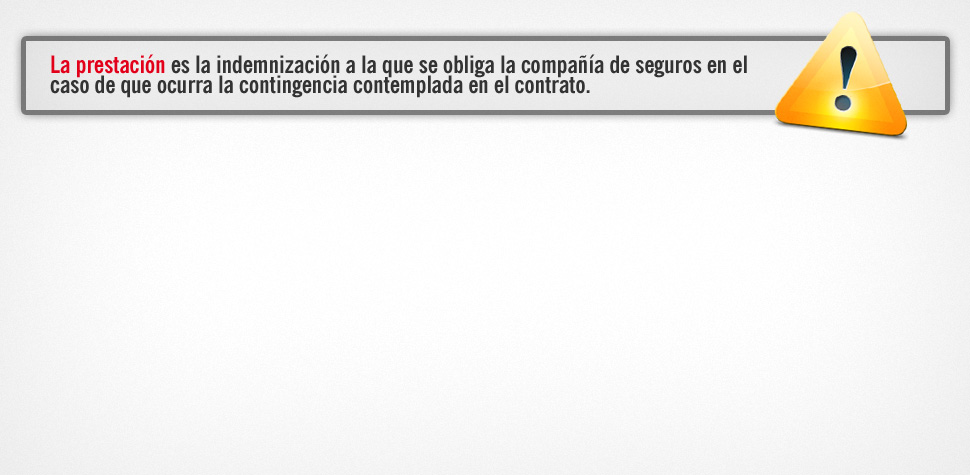 La prestación es la indemnización a la que se obliga la compañía de seguros en el
caso de que ocurra la contingencia contemplada en el contrato.